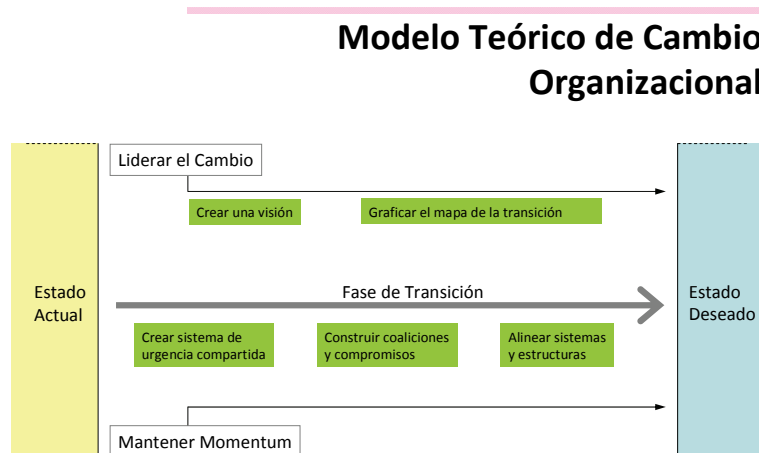 Modelo Teórico de Cambio
Organizacional
Liderar el Cambio
Crear una visión
Graficar el mapa de la transición
Estado
Actual
Fase de Transición
Estado
Deseado
Crear sistema de
urgencia compartida
Construir coaliciones
y compromisos
Alinear sistemas
y estructuras
Mantener Momentum